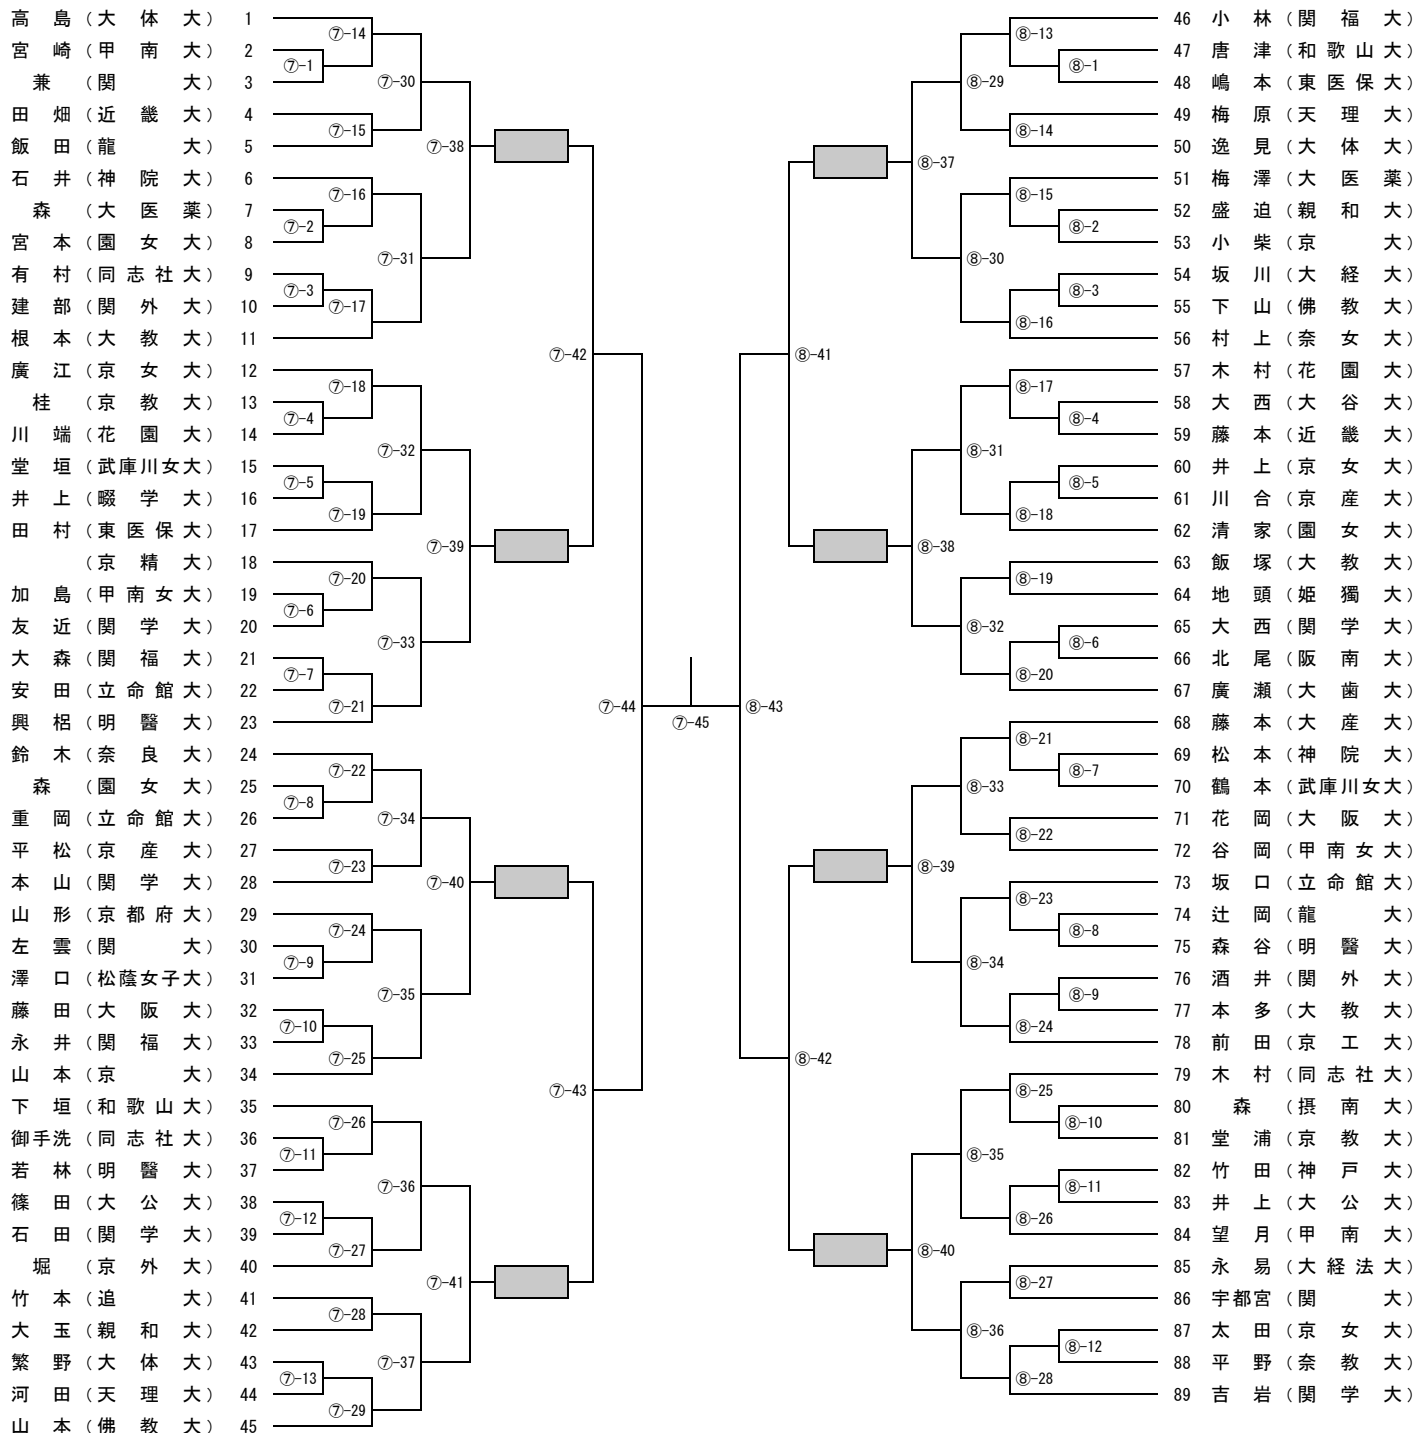 高島（大体大） 1
宮崎（甲南大） 2
兼（関大） 3
田畑（近畿大） 4
飯田（龍大） 5
石井（神院大） 6
森（大医薬） 7
宮本（園女大） 8
有村（同志社大） 9
建部（関外大） 10
根本（大教大） 11
廣江（京女大） 12
桂（京教大） 13
川端（花園大） 14
堂垣（武庫川女大） 15
井上（畷学大） 16
田村（東医保大） 17
（京精大） 18
加島（甲南女大） 19
友近（関学大） 20
大森（関福大） 21
安田（立命館大） 22
興梠（明醫大） 23
鈴木（奈良大） 24
森（園女大） 25
重岡（立命館大） 26
平松（京産大） 27
本山（関学大） 28
山形（京都府大） 29
左雲（関大） 30
澤口（松蔭女子大） 31
藤田（大阪大） 32
永井（関福大） 33
山本（京大） 34
下垣（和歌山大） 35
御手洗（同志社大） 36
若林（明醫大） 37
篠田（大公大） 38
石田（関学大） 39
堀（京外大） 40
竹本（追大） 41
大玉（親和大） 42
繁野（大体大） 43
河田（天理大） 44
山本（佛教大） 45
⑦-1
⑦-2
⑦-3
⑦-4
⑦-5
⑦-6
⑦-7
⑦-8
⑦-9
⑦-10
⑦-11
⑦-12
⑦-13
⑦-14
⑦-15
⑦-16
⑦-17
⑦-18
⑦-19
⑦-20
⑦-21
⑦-22
⑦-23
⑦-24
⑦-25
⑦-26
⑦-27
⑦-28
⑦-29
⑦-30
⑦-31
⑦-32
⑦-33
⑦-34
⑦-35
⑦-36
⑦-37
⑦-38
⑦-39
⑦-40
⑦-41
⑦-42
⑦-43
⑦-44
⑦-45
⑧-43
⑧-41
⑧-42
⑧-37
⑧-38
⑧-39
⑧-40
⑧-29
⑧-30
⑧-31
⑧-32
⑧-33
⑧-34
⑧-35
⑧-36
⑧-13
⑧-14
⑧-15
⑧-16
⑧-17
⑧-18
⑧-19
⑧-20
⑧-21
⑧-22
⑧-23
⑧-24
⑧-25
⑧-26
⑧-27
⑧-28
⑧-1
⑧-2
⑧-3
⑧-4
⑧-5
⑧-6
⑧-7
⑧-8
⑧-9
⑧-10
⑧-11
⑧-12
46 小林（関福大）
47 唐津（和歌山大）
48 嶋本（東医保大）
49 梅原（天理大）
50 逸見（大体大）
51 梅澤（大医薬）
52 盛迫（親和大）
53 小柴（京大）
54 坂川（大経大）
55 下山（佛教大）
56 村上（奈女大）
57 木村（花園大）
58 大西（大谷大）
59 藤本（近畿大）
60 井上（京女大）
61 川合（京産大）
62 清家（園女大）
63 飯塚（大教大）
64 地頭（姫獨大）
65 大西（関学大）
66 北尾（阪南大）
67 廣瀬（大歯大）
68 藤本（大産大）
69 松本（神院大）
70 鶴本（武庫川女大）
71 花岡（大阪大）
72 谷岡（甲南女大）
73 坂口（立命館大）
74 辻岡（龍大）
75 森谷（明醫大）
76 酒井（関外大）
77 本多（大教大）
78 前田（京工大）
79 木村（同志社大）
80 森（摂南大）
81 堂浦（京教大）
82 竹田（神戸大）
83 井上（大公大）
84 望月（甲南大）
85 永易（大経法大）
86 宇都宮（関大）
87 太田（京女大）
88 平野（奈教大）
89 吉岩（関学大）